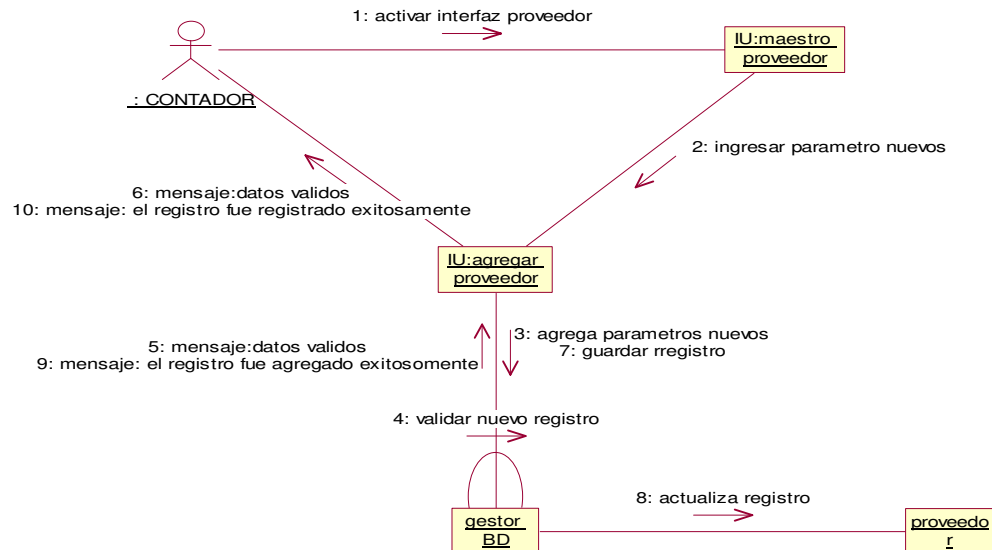 1: activar interfaz proveedor
IU:maestro
proveedor
: CONTADOR
2: ingresar parametro nuevos
6: mensaje:datos validos
10: mensaje: el registro fue registrado exitosamente
IU:agregar
proveedor
3: agrega parametros nuevos
7: guardar rregistro
5: mensaje:datos validos
9: mensaje: el registro fue agregado exitosomente
4: validar nuevo registro
8: actualiza registro
gestor
BD
proveedo
r